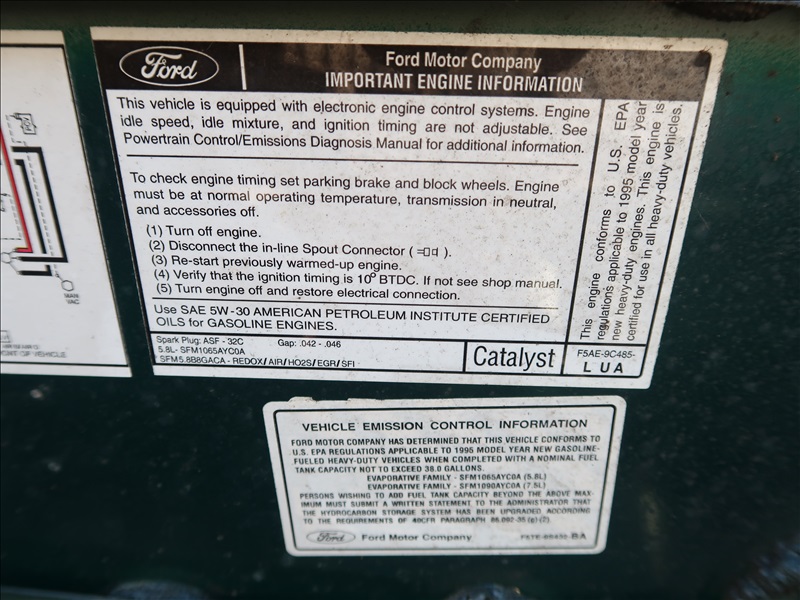 Ford
Ford Motor Company
IMPORTANT ENGINE INFORMATION
This vehicle is equipped with electronic engine control systems. Engine
idle speed, idle mixture, and ignition timing are not adjustable. See
Powertrain Control/Emissions Diagnosis Manual for additional information.
To check engine timing set parking brake and block wheels. Engine
must be at normal operating temperature, transmission in neutral,
and accessories off.
(1) Turn off engine.
(2) Disconnect the in-line Spout Connector ( ).
(3) Re-start previously warmed-up engine.
(4) Verify that the ignition timing is 10° BTDC. If not see shop manual.
(5) Turn engine off and restore electrical connection.
Use SAE 5W-30 AMERICAN PETROLEUM INSTITUTE CERTIFIED
OILS for GASOLINE ENGINES.
Spark Plug: ASF - 32C Gap: .042 - .046
5.8L- SFM1065AYC0A
SFM5.8B8GACA - REDOX/AIR/HO2S/EGR/SFI
Catalyst
This engine conforms to U.S. EPA
regulations applicable to 1995 model year
new heavy-duty engines. This engine is
certified for use in all heavy-duty vehicles.
F5AE-9C485-
L U A
MAN
VAC
FRONT OF VEHICLE
VEHICLE EMISSION CONTROL INFORMATION
FORD MOTOR COMPANY HAS DETERMINED THAT THIS VEHICLE CONFORMS TO
U.S. EPA REGULATIONS APPLICABLE TO 1995 MODEL YEAR NEW GASOLINE-
FUELED HEAVY-DUTY VEHICLES WHEN COMPLETED WITH A NOMINAL FUEL
TANK CAPACITY NOT TO EXCEED 38.0 GALLONS.
EVAPORATIVE FAMILY - SFM1065AYC0A (5.8L)
EVAPORATIVE FAMILY - SFM1090AYC0A (7.5L)
PERSONS WISHING TO ADD FUEL TANK CAPACITY BEYOND THE ABOVE MAX-
IMUM MUST SUBMIT A WRITTEN STATEMENT TO THE ADMINISTRATOR THAT
THE HYDROCARBON STORAGE SYSTEM HAS BEEN UPGRADED ACCORDING
TO THE REQUIREMENTS OF 40CFR PARAGRAPH 86.092-35 (g) (2)
Ford Ford Motor Company BA